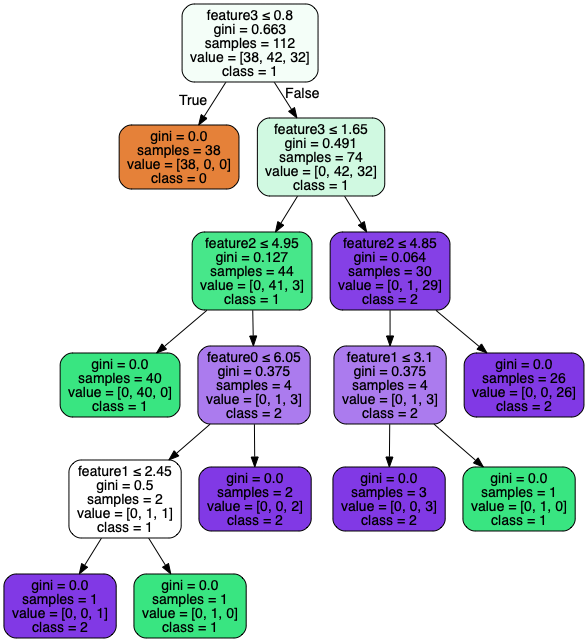 feature3 ≤ 0.8
gini = 0.663
samples = 112
value = [38, 42, 32]
class = 1
True
False
gini = 0.0
samples = 38
value = [38, 0, 0]
class = 0
feature3 ≤ 1.65
gini = 0.491
samples = 74
value = [0, 42, 32]
class = 1
feature2 ≤ 4.95
gini = 0.127
samples = 44
value = [0, 41, 3]
class = 1
feature2 ≤ 4.85
gini = 0.064
samples = 30
value = [0, 1, 29]
class = 2
gini = 0.0
samples = 40
value = [0, 40, 0]
class = 1
feature0 ≤ 6.05
gini = 0.375
samples = 4
value = [0, 1, 3]
class = 2
feature1 ≤ 3.1
gini = 0.375
samples = 4
value = [0, 1, 3]
class = 2
gini = 0.0
samples = 26
value = [0, 0, 26]
class = 2
feature1 ≤ 2.45
gini = 0.5
samples = 2
value = [0, 1, 1]
class = 1
gini = 0.0
samples = 2
value = [0, 0, 2]
class = 2
gini = 0.0
samples = 3
value = [0, 0, 3]
class = 2
gini = 0.0
samples = 1
value = [0, 1, 0]
class = 1
gini = 0.0
samples = 1
value = [0, 0, 1]
class = 2
gini = 0.0
samples = 1
value = [0, 1, 0]
class = 1